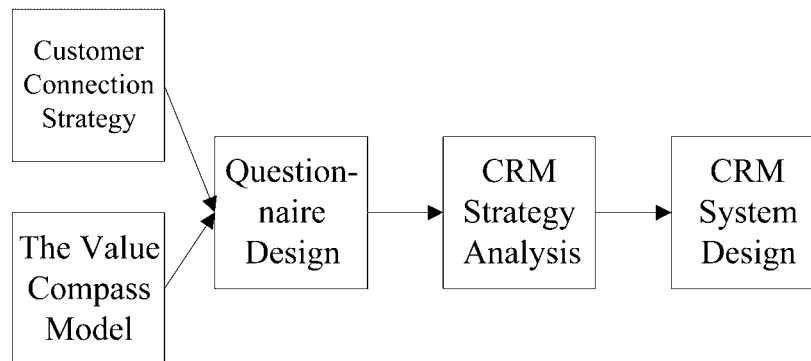 Customer
Connection
Strategy
The Value
Compass
Model
Question-
naire
Design
CRM
Strategy
Analysis
CRM
System
Design